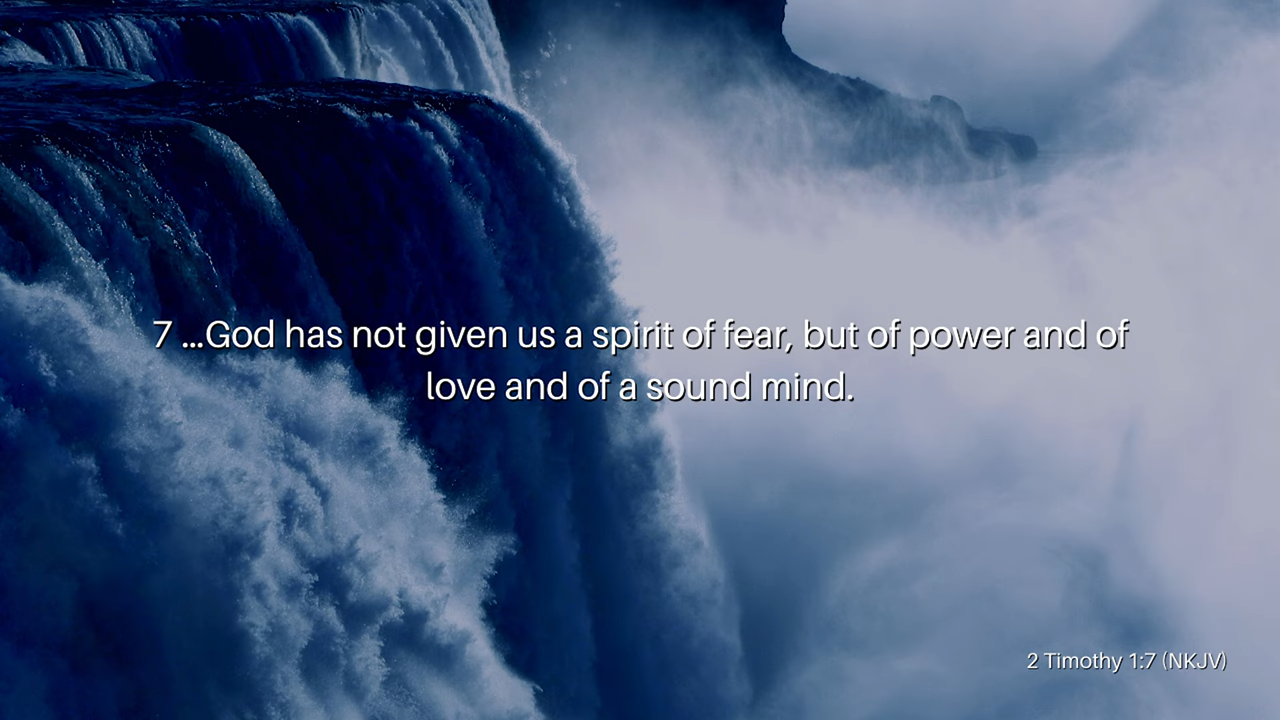 7 ...God has not given us a spirit of fear, but of power and of
love and of a sound mind.
2 Timothy 1:7 (NKJV)